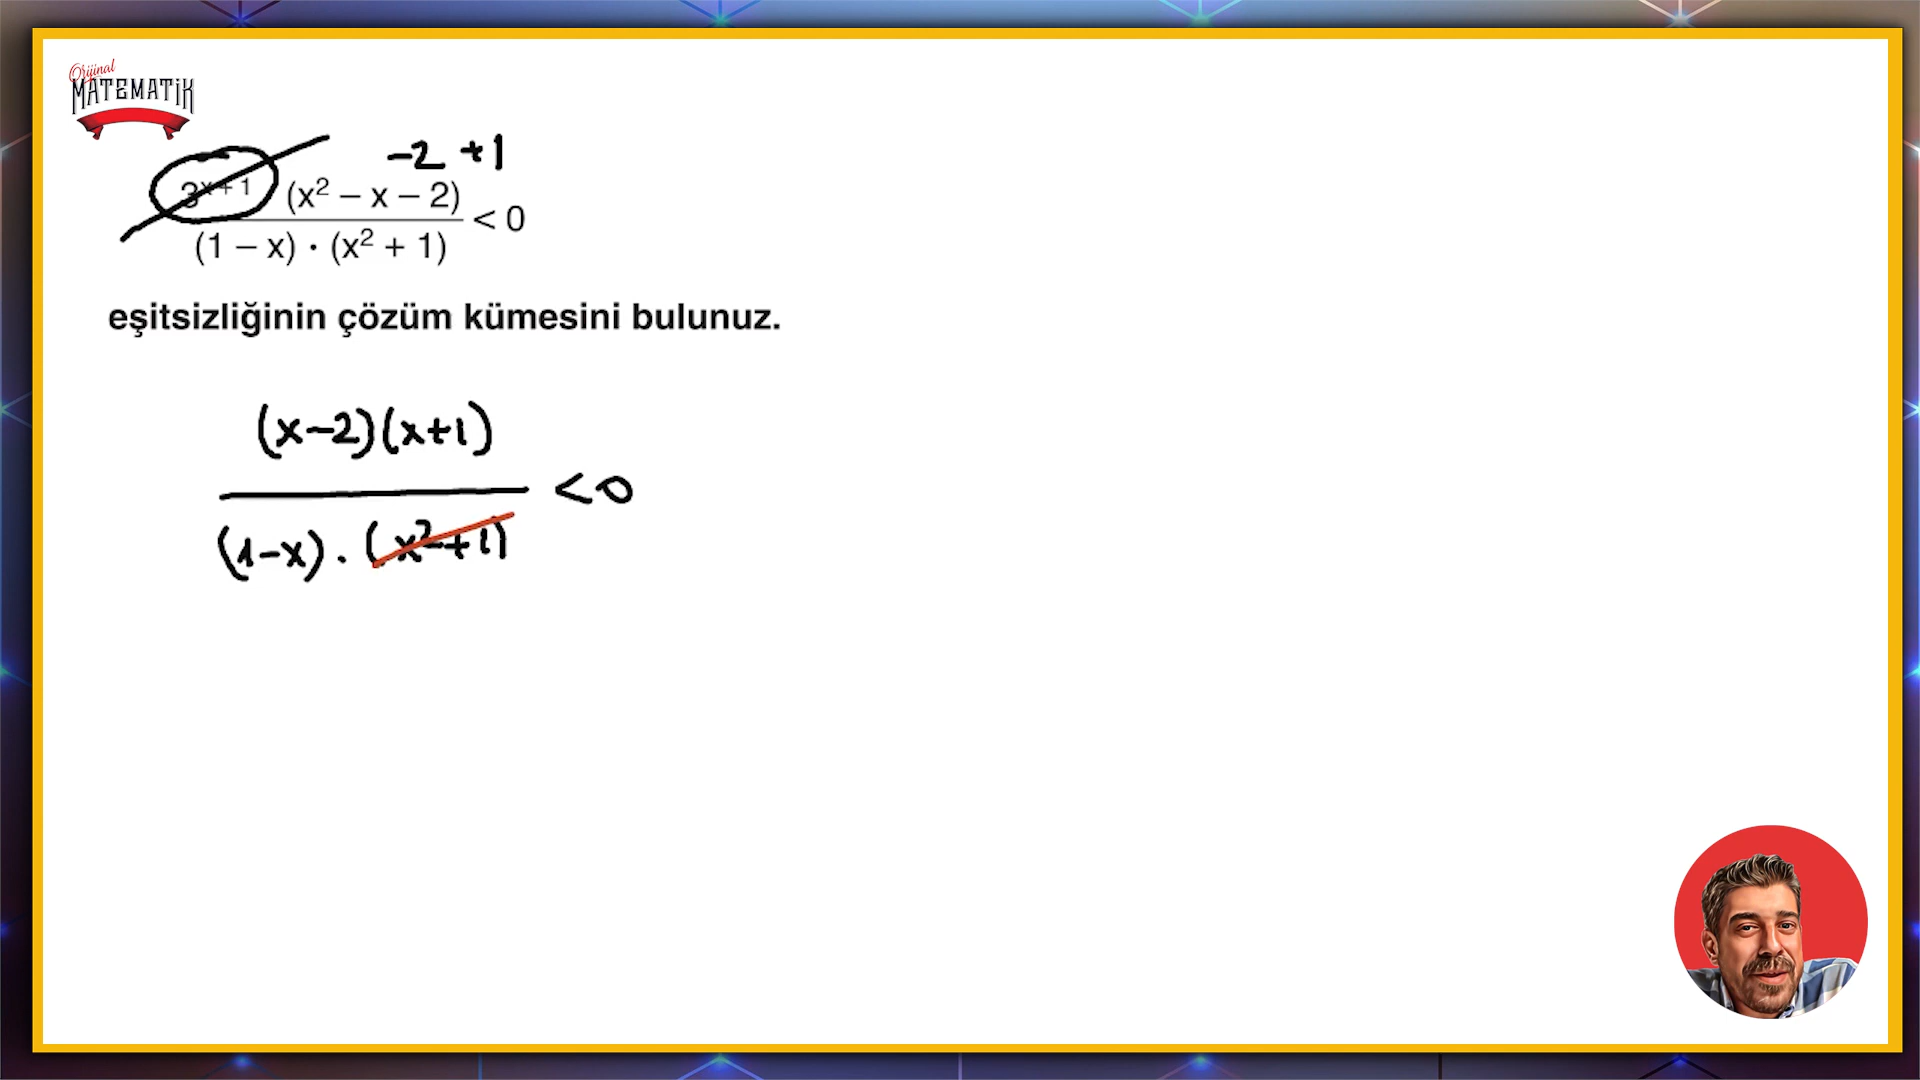 Orijinal
MATEMATİK
-2 +1
3^(x+1) (x² – x – 2)
< 0
(1 – x) · (x² + 1)
eşitsizliğinin çözüm kümesini bulunuz.
(x-2)(x+1)
<0
(1-x) . (x²+1)